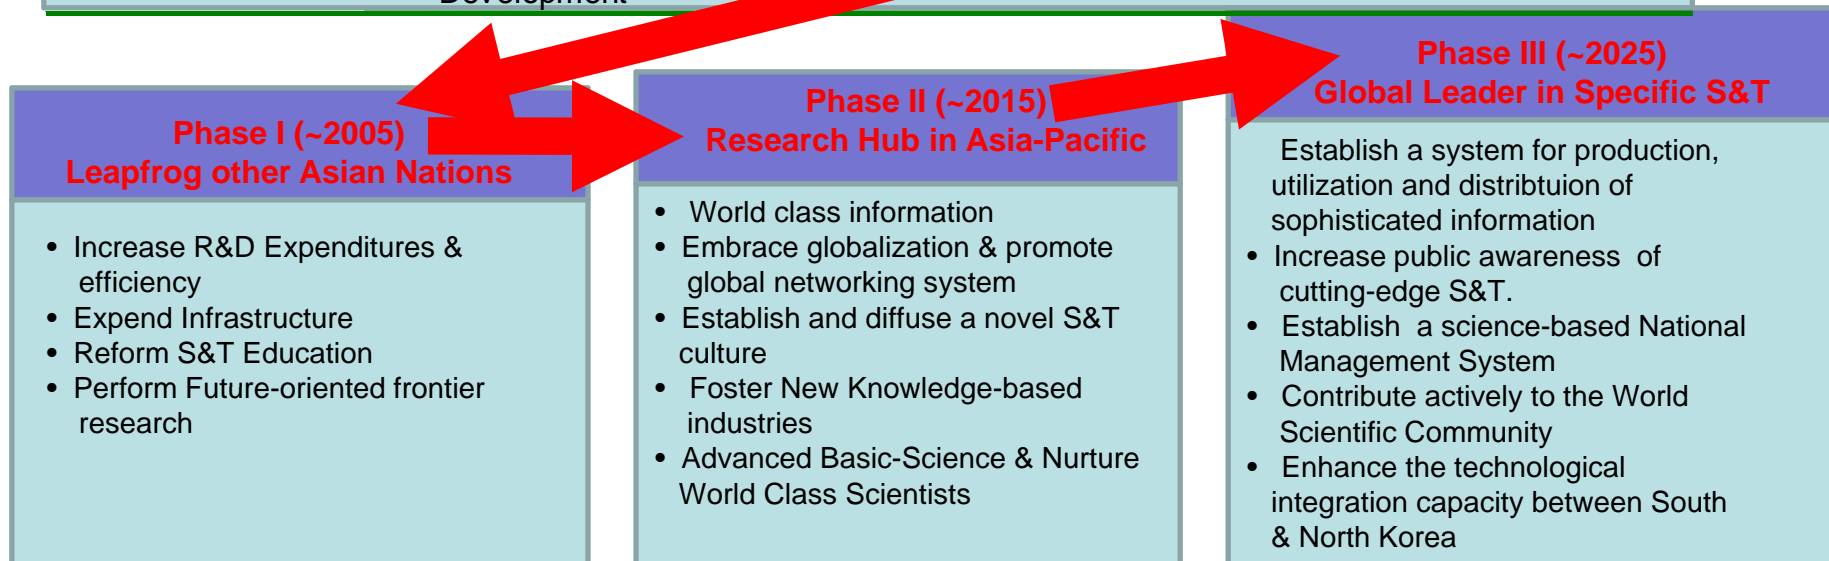 Development
Phase I (~2005)
Leapfrog other Asian Nations
• Increase R&D Expenditures &
efficiency
• Expend Infrastructure
• Reform S&T Education
• Perform Future-oriented frontier
research
Phase II (~2015)
Research Hub in Asia-Pacific
• World class information
• Embrace globalization & promote
global networking system
• Establish and diffuse a novel S&T
culture
• Foster New Knowledge-based
industries
• Advanced Basic-Science & Nurture
World Class Scientists
Phase III (~2025)
Global Leader in Specific S&T
Establish a system for production,
utilization and distribtuion of
sophisticated information
• Increase public awareness of
cutting-edge S&T.
• Establish a science-based National
Management System
• Contribute actively to the World
Scientific Community
• Enhance the technological
integration capacity between South
& North Korea